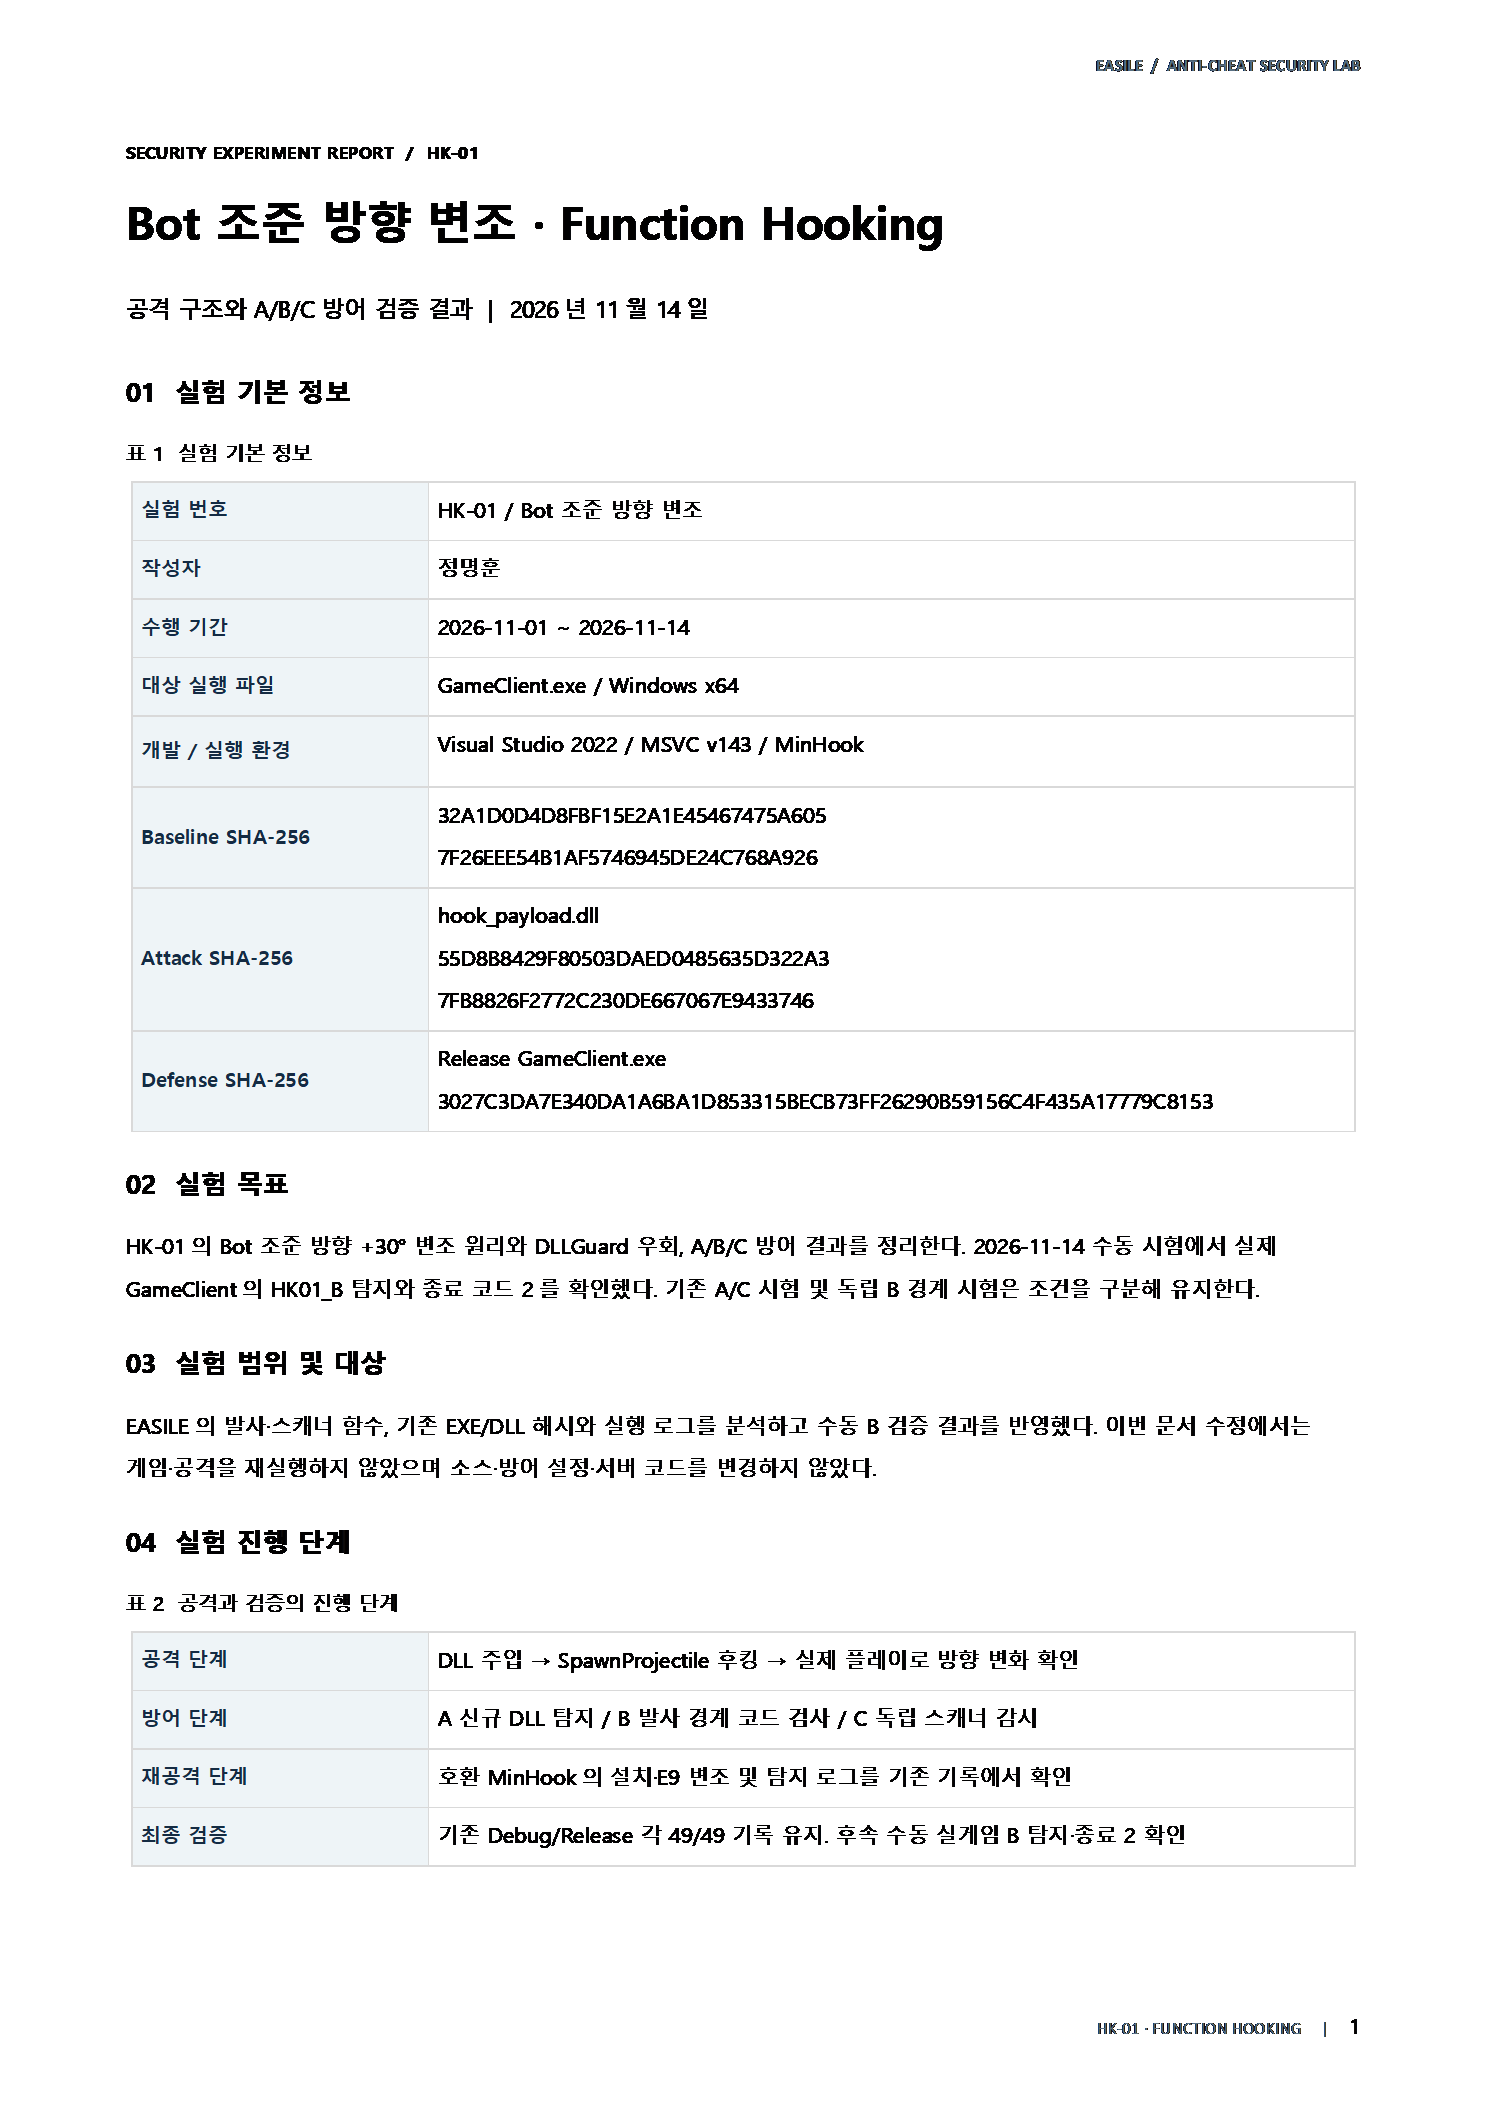 EASILE / ANTI-CHEAT SECURITY LAB
SECURITY EXPERIMENT REPORT / HK-01
Bot 조준 방향 변조 · Function Hooking
공격 구조와 A/B/C 방어 검증 결과 | 2026 년 11 월 14 일
01 실험 기본 정보
표 1 실험 기본 정보
실험 번호 HK-01 / Bot 조준 방향 변조
작성자 정명훈
수행 기간 2026-11-01 ~ 2026-11-14
대상 실행 파일 GameClient.exe / Windows x64
개발 / 실행 환경 Visual Studio 2022 / MSVC v143 / MinHook
Baseline SHA-256
32A1D0D4D8FBF15E2A1E45467475A605
7F26EEE54B1AF5746945DE24C768A926
Attack SHA-256
hook_payload.dll
55D8B8429F80503DAED0485635D322A3
7FB8826F2772C230DE667067E9433746
Defense SHA-256
Release GameClient.exe
3027C3DA7E340DA1A6BA1D853315BECB73FF26290B59156C4F435A17779C8153
02 실험 목표
HK-01 의 Bot 조준 방향 +30° 변조 원리와 DLLGuard 우회, A/B/C 방어 결과를 정리한다. 2026-11-14 수동 시험에서 실제
GameClient 의 HK01_B 탐지와 종료 코드 2 를 확인했다. 기존 A/C 시험 및 독립 B 경계 시험은 조건을 구분해 유지한다.
03 실험 범위 및 대상
EASILE 의 발사·스캐너 함수, 기존 EXE/DLL 해시와 실행 로그를 분석하고 수동 B 검증 결과를 반영했다. 이번 문서 수정에서는
게임·공격을 재실행하지 않았으며 소스·방어 설정·서버 코드를 변경하지 않았다.
04 실험 진행 단계
표 2 공격과 검증의 진행 단계
공격 단계 DLL 주입 → SpawnProjectile 후킹 → 실제 플레이로 방향 변화 확인
방어 단계 A 신규 DLL 탐지 / B 발사 경계 코드 검사 / C 독립 스캐너 감시
재공격 단계 호환 MinHook 의 설치·E9 변조 및 탐지 로그를 기존 기록에서 확인
최종 검증 기존 Debug/Release 각 49/49 기록 유지. 후속 수동 실게임 B 탐지·종료 2 확인
HK-01 · FUNCTION HOOKING | 1